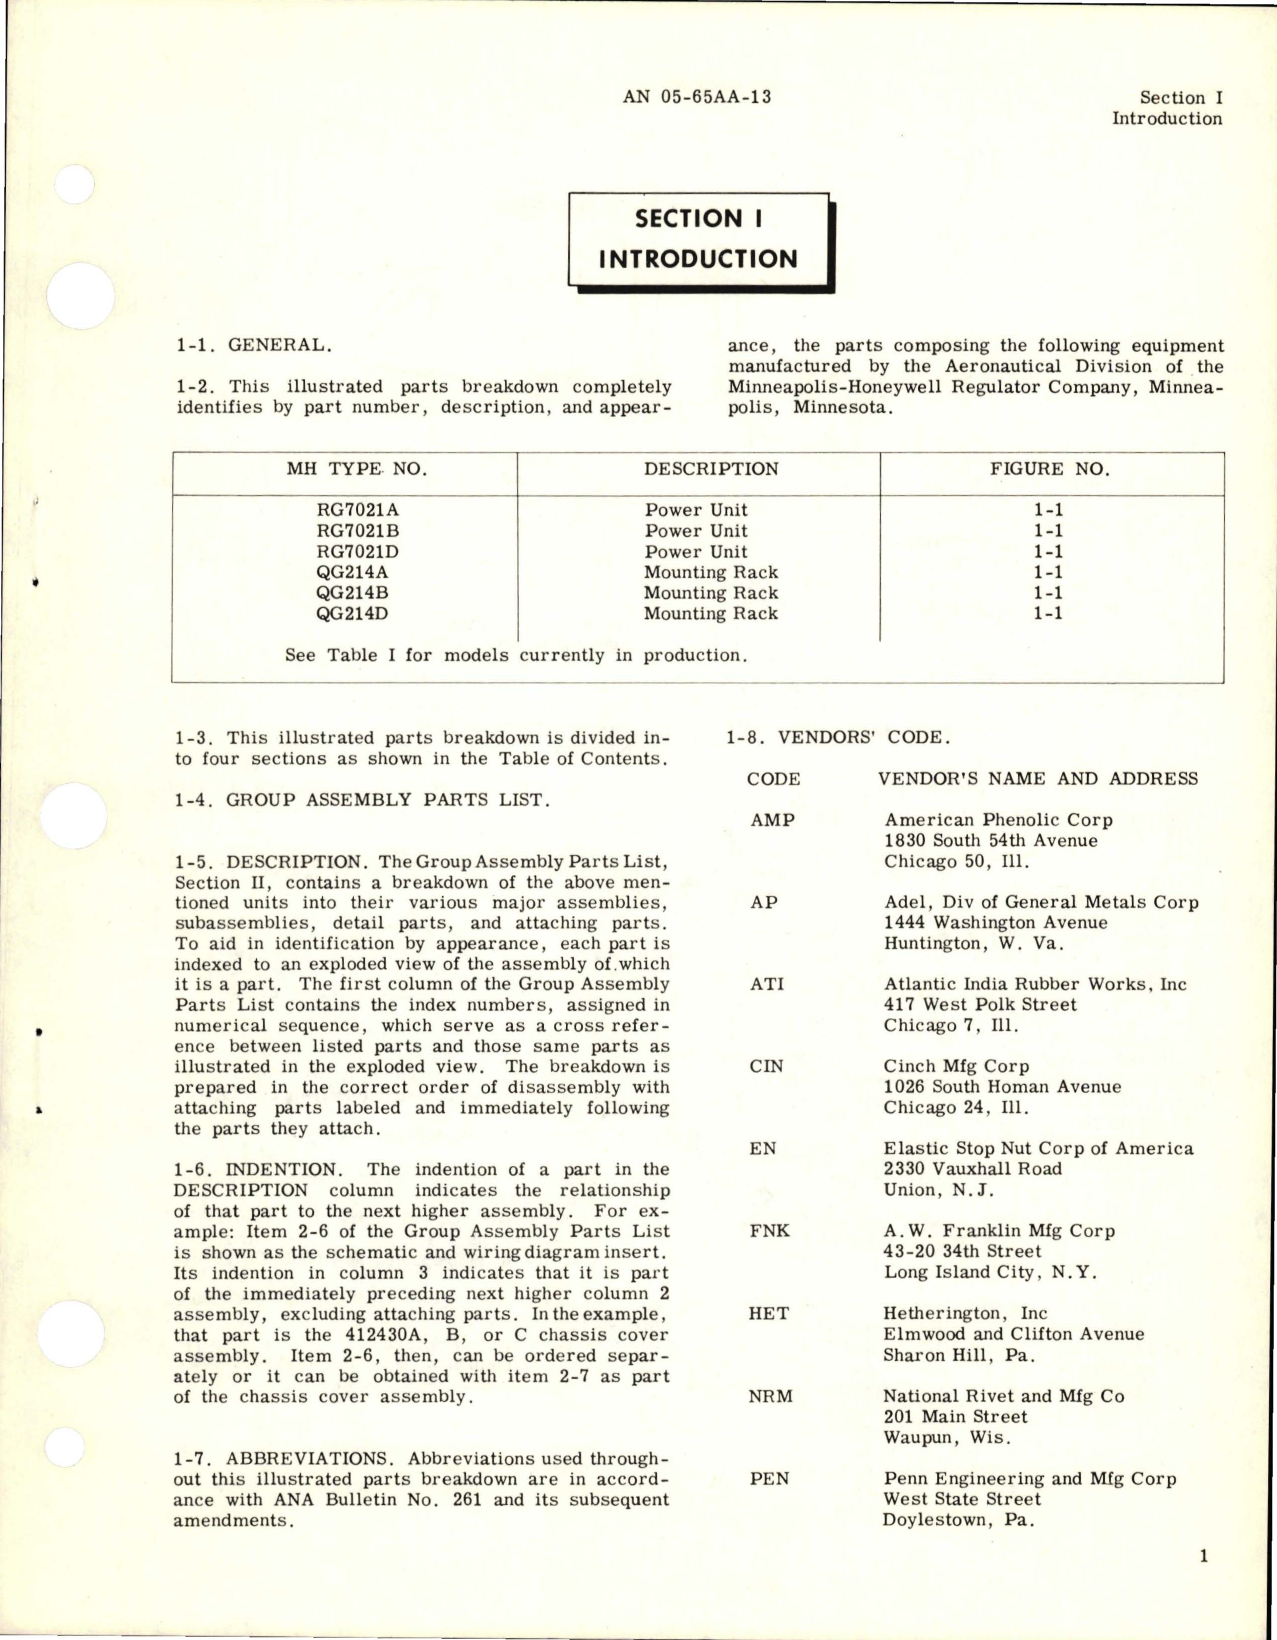 AN 05-65AA-13
Section I
Introduction
SECTION I
INTRODUCTION
1-1. GENERAL.
1-2. This illustrated parts breakdown completely
identifies by part number, description, and appear-
ance, the parts composing the following equipment
manufactured by the Aeronautical Division of the
Minneapolis-Honeywell Regulator Company, Minnea-
polis, Minnesota.
MH TYPE NO. DESCRIPTION FIGURE NO.
RG7021A Power Unit 1-1
RG7021B Power Unit 1-1
RG7021D Power Unit 1-1
QG214A Mounting Rack 1-1
QG214B Mounting Rack 1-1
QG214D Mounting Rack 1-1
See Table I for models currently in production.
1-3. This illustrated parts breakdown is divided in-
to four sections as shown in the Table of Contents.
1-4. GROUP ASSEMBLY PARTS LIST.
1-5. DESCRIPTION. The Group Assembly Parts List,
Section II, contains a breakdown of the above men-
tioned units into their various major assemblies,
subassemblies, detail parts, and attaching parts.
To aid in identification by appearance, each part is
indexed to an exploded view of the assembly of which
it is a part. The first column of the Group Assembly
Parts List contains the index numbers, assigned in
numerical sequence, which serve as a cross refer-
ence between listed parts and those same parts as
illustrated in the exploded view. The breakdown is
prepared in the correct order of disassembly with
attaching parts labeled and immediately following
the parts they attach.
1-6. INDENTION. The indention of a part in the
DESCRIPTION column indicates the relationship
of that part to the next higher assembly. For ex-
ample: Item 2-6 of the Group Assembly Parts List
is shown as the schematic and wiring diagram insert.
Its indention in column 3 indicates that it is part
of the immediately preceding next higher column 2
assembly, excluding attaching parts. In the example,
that part is the 412430A, B, or C chassis cover
assembly. Item 2-6, then, can be ordered separ-
ately or it can be obtained with item 2-7 as part
of the chassis cover assembly.
1-7. ABBREVIATIONS. Abbreviations used through-
out this illustrated parts breakdown are in accord-
ance with ANA Bulletin No. 261 and its subsequent
amendments.
1-8. VENDORS' CODE.
CODE VENDOR'S NAME AND ADDRESS
AMP American Phenolic Corp
1830 South 54th Avenue
Chicago 50, Ill.
AP Adel, Div of General Metals Corp
1444 Washington Avenue
Huntington, W. Va.
ATI Atlantic India Rubber Works, Inc
417 West Polk Street
Chicago 7, Ill.
CIN Cinch Mfg Corp
1026 South Homan Avenue
Chicago 24, Ill.
EN Elastic Stop Nut Corp of America
2330 Vauxhall Road
Union, N.J.
FNK A.W. Franklin Mfg Corp
43-20 34th Street
Long Island City, N.Y.
HET Hetherington, Inc
Elmwood and Clifton Avenue
Sharon Hill, Pa.
NRM National Rivet and Mfg Co
201 Main Street
Waupun, Wis.
PEN Penn Engineering and Mfg Corp
West State Street
Doylestown, Pa.
1